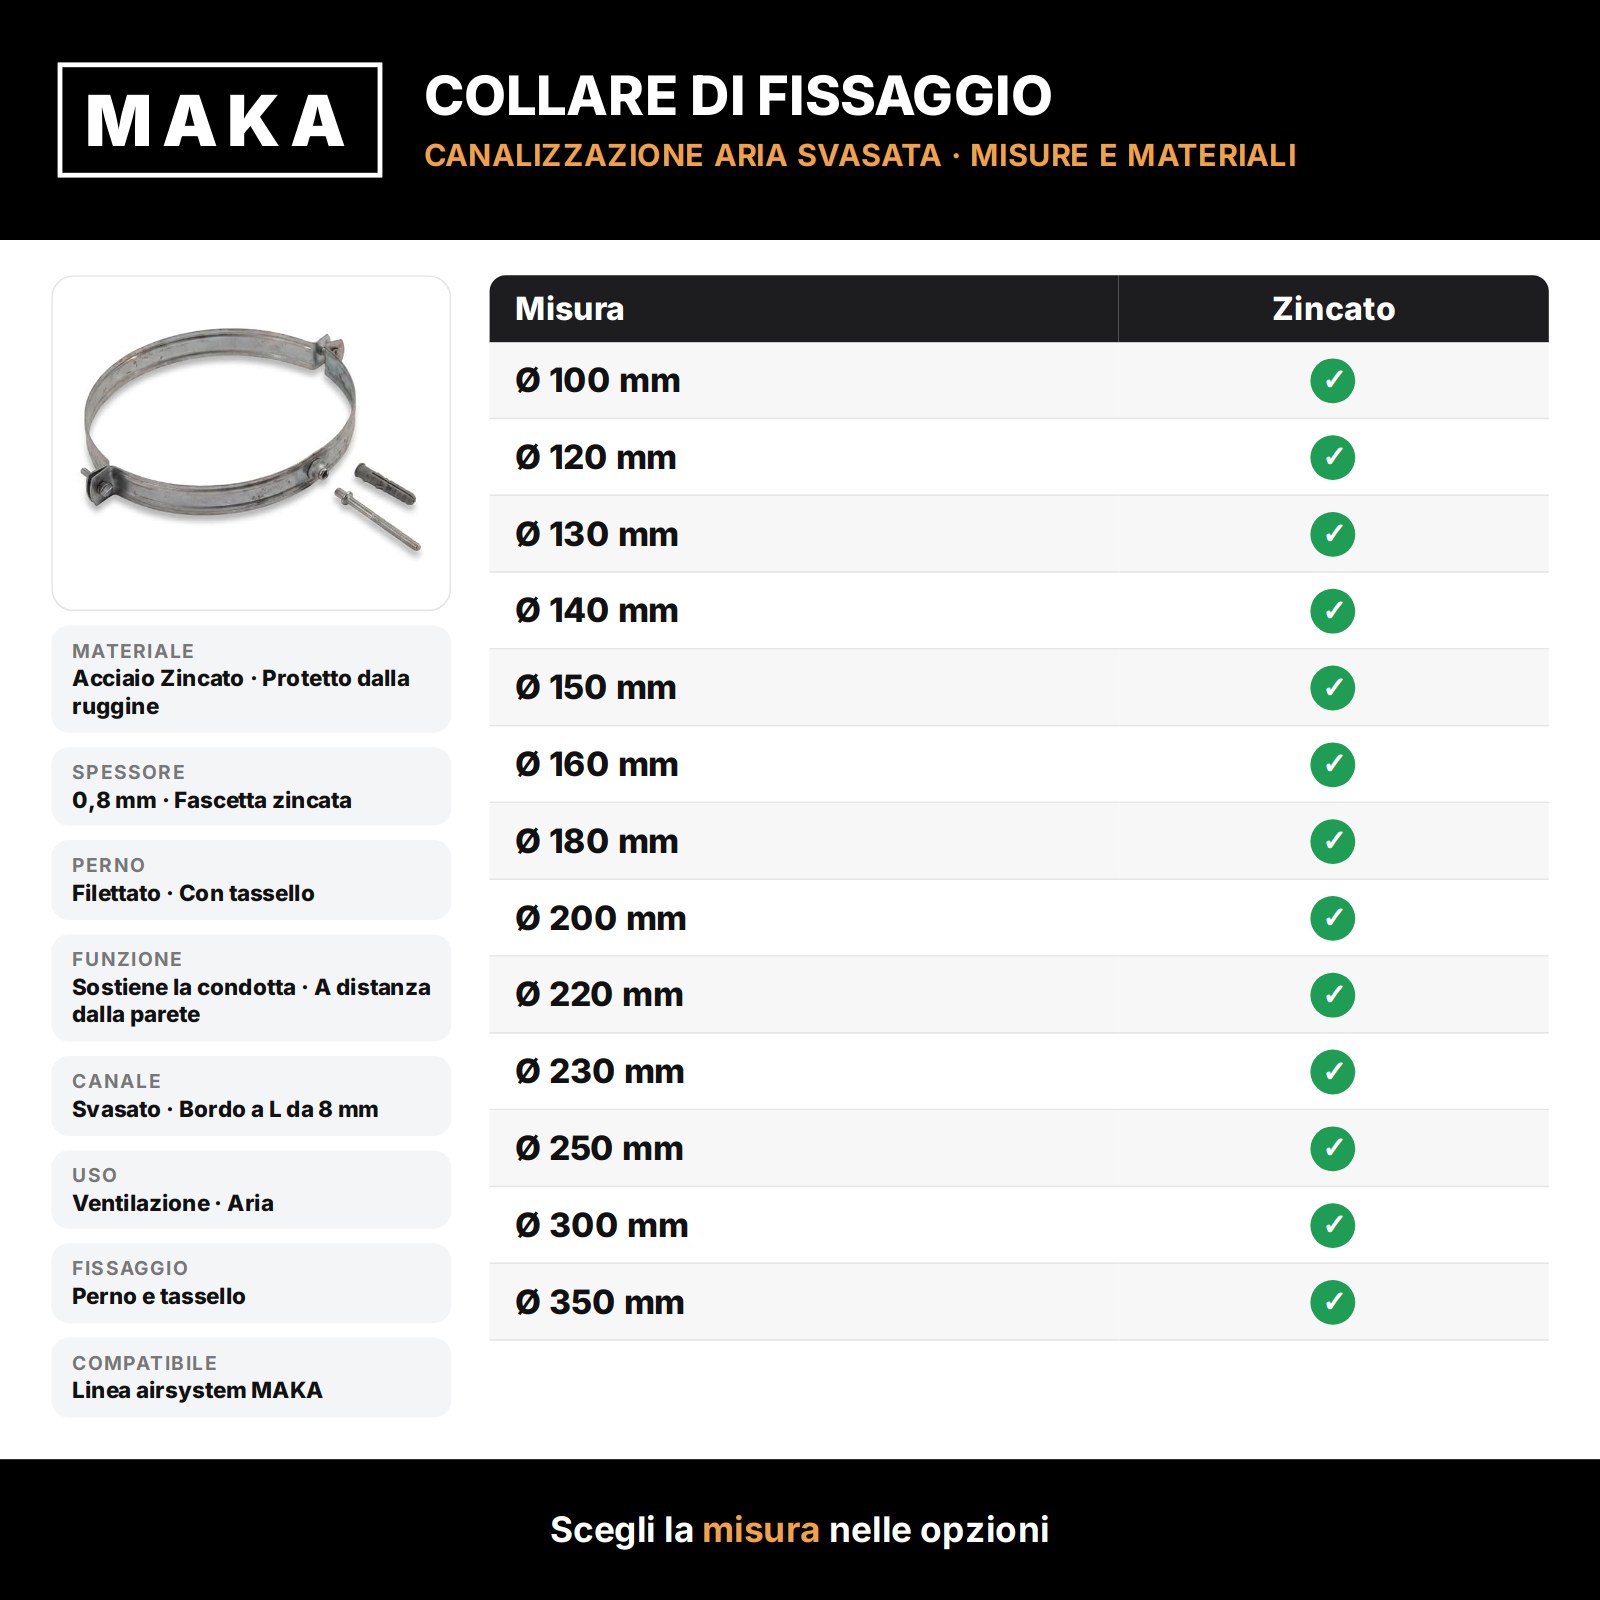 MAKA
COLLARE DI FISSAGGIO
CANALIZZAZIONE ARIA SVASATA · MISURE E MATERIALI
MATERIALE
Acciaio Zincato · Protetto dalla
ruggine
SPESSORE
0,8 mm · Fascetta zincata
PERNO
Filettato · Con tassello
FUNZIONE
Sostiene la condotta · A distanza
dalla parete
CANALE
Svasato · Bordo a L da 8 mm
USO
Ventilazione · Aria
FISSAGGIO
Perno e tassello
COMPATIBILE
Linea airsystem MAKA
Misura Zincato
Ø 100 mm ✓
Ø 120 mm ✓
Ø 130 mm ✓
Ø 140 mm ✓
Ø 150 mm ✓
Ø 160 mm ✓
Ø 180 mm ✓
Ø 200 mm ✓
Ø 220 mm ✓
Ø 230 mm ✓
Ø 250 mm ✓
Ø 300 mm ✓
Ø 350 mm ✓
Scegli la misura nelle opzioni